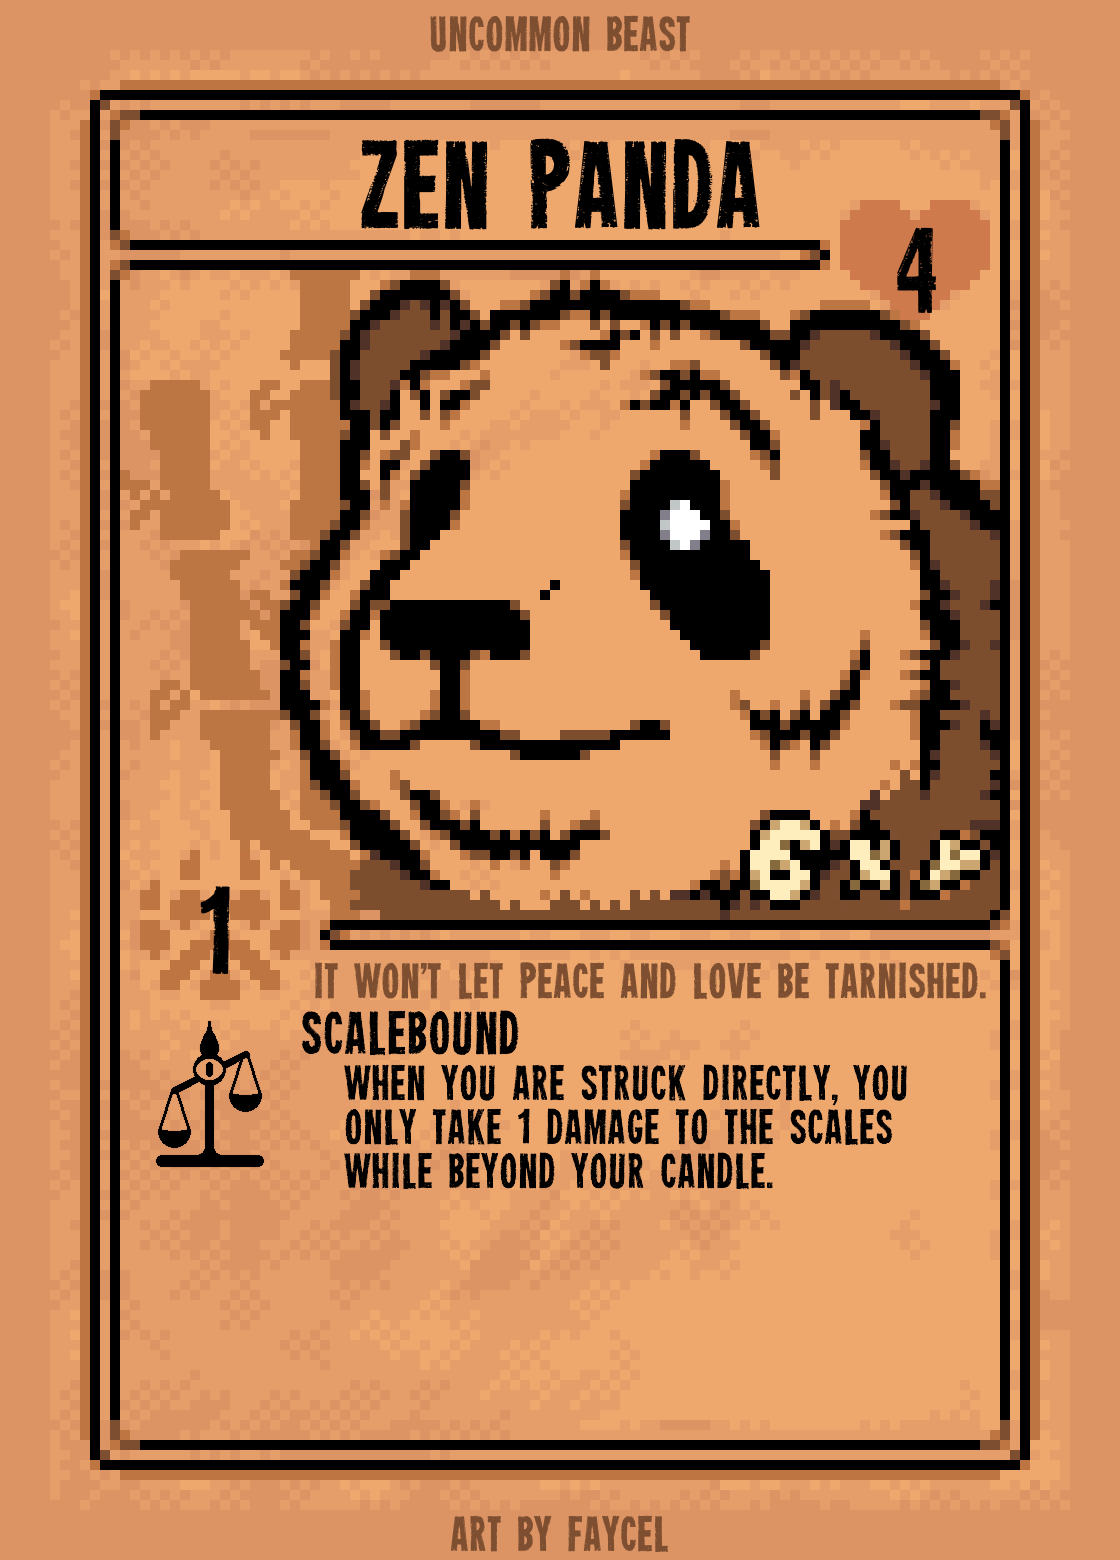 UNCOMMON BEAST
ZEN PANDA
4
6 X
1
IT WON'T LET PEACE AND LOVE BE TARNISHED.
SCALEBOUND
WHEN YOU ARE STRUCK DIRECTLY, YOU
ONLY TAKE 1 DAMAGE TO THE SCALES
WHILE BEYOND YOUR CANDLE.
ART BY FAYCEL